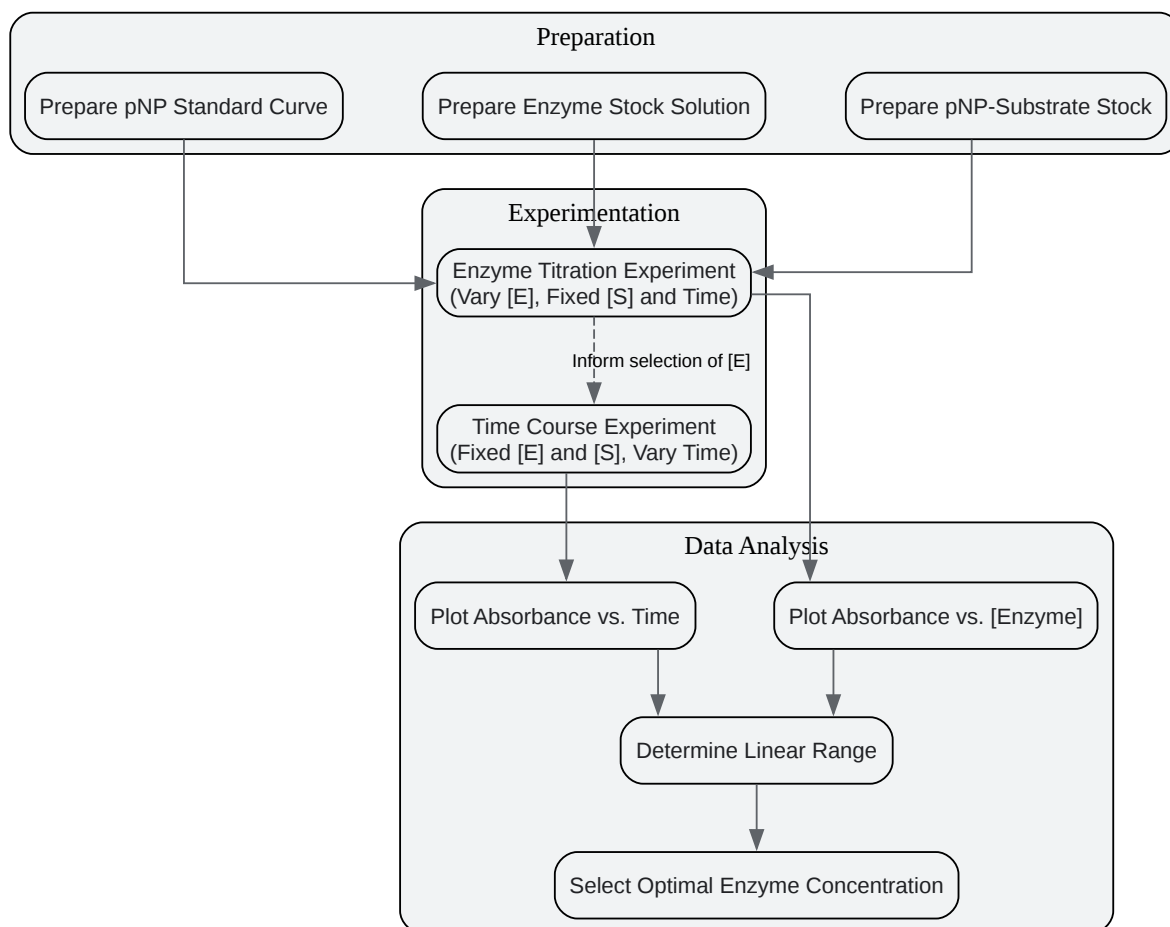 Preparation
Prepare pNP Standard Curve
Prepare Enzyme Stock Solution
Prepare pNP-Substrate Stock
Experimentation
Enzyme Titration Experiment
(Vary [E], Fixed [S] and Time)
Inform selection of [E]
Time Course Experiment
(Fixed [E] and [S], Vary Time)
Data Analysis
Plot Absorbance vs. Time
Plot Absorbance vs. [Enzyme]
Determine Linear Range
Select Optimal Enzyme Concentration